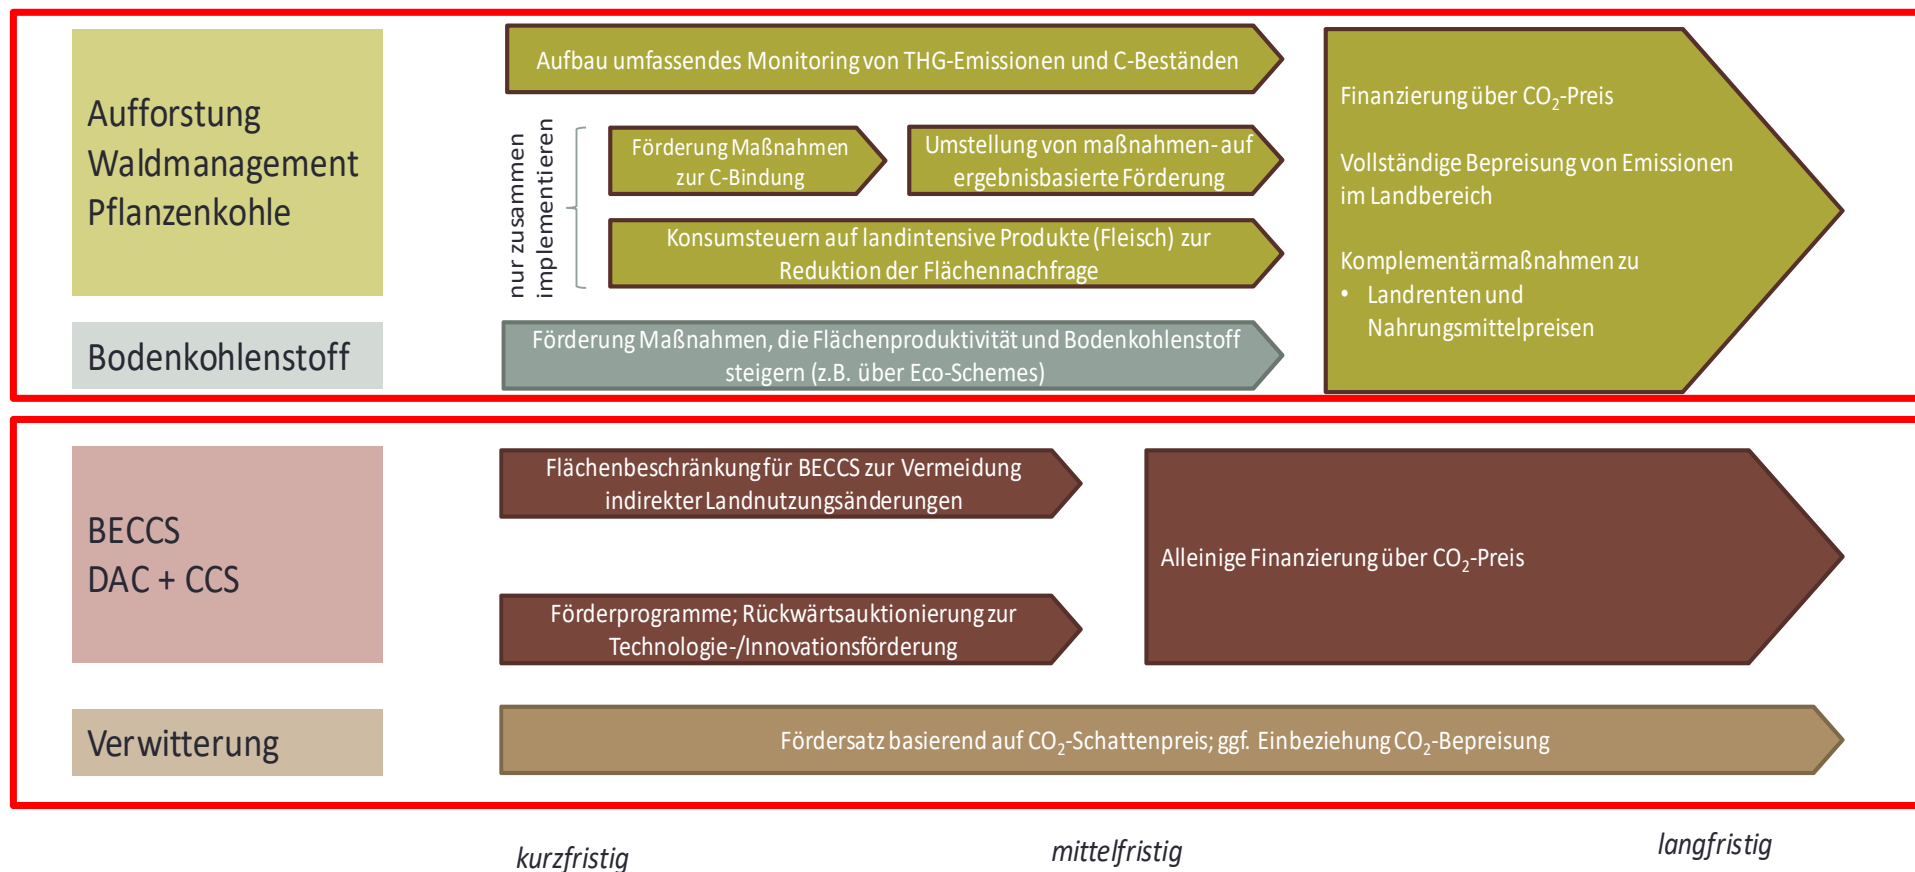 Aufforstung
Waldmanagement
Pflanzenkohle
Aufbau umfassendes Monitoring von THG-Emissionen und C-Beständen
nur zusammen
implementieren
Förderung Maßnahmen
zur C-Bindung
Umstellung von maßnahmen- auf
ergebnisbasierte Förderung
Konsumsteuern auf landintensive Produkte (Fleisch) zur
Reduktion der Flächennachfrage
Finanzierung über CO₂-Preis
Vollständige Bepreisung von Emissionen
im Landbereich
Komplementärmaßnahmen zu
• Landrenten und
Nahrungsmittelpreisen
Bodenkohlenstoff
Förderung Maßnahmen, die Flächenproduktivität und Bodenkohlenstoff
steigern (z.B. über Eco-Schemes)
BECCS
DAC + CCS
Flächenbeschränkung für BECCS zur Vermeidung
indirekter Landnutzungsänderungen
Förderprogramme; Rückwärtsauktionierung zur
Technologie-/Innovationsförderung
Alleinige Finanzierung über CO₂-Preis
Verwitterung
Fördersatz basierend auf CO₂-Schattenpreis; ggf. Einbeziehung CO₂-Bepreisung
kurzfristig
mittelfristig
langfristig